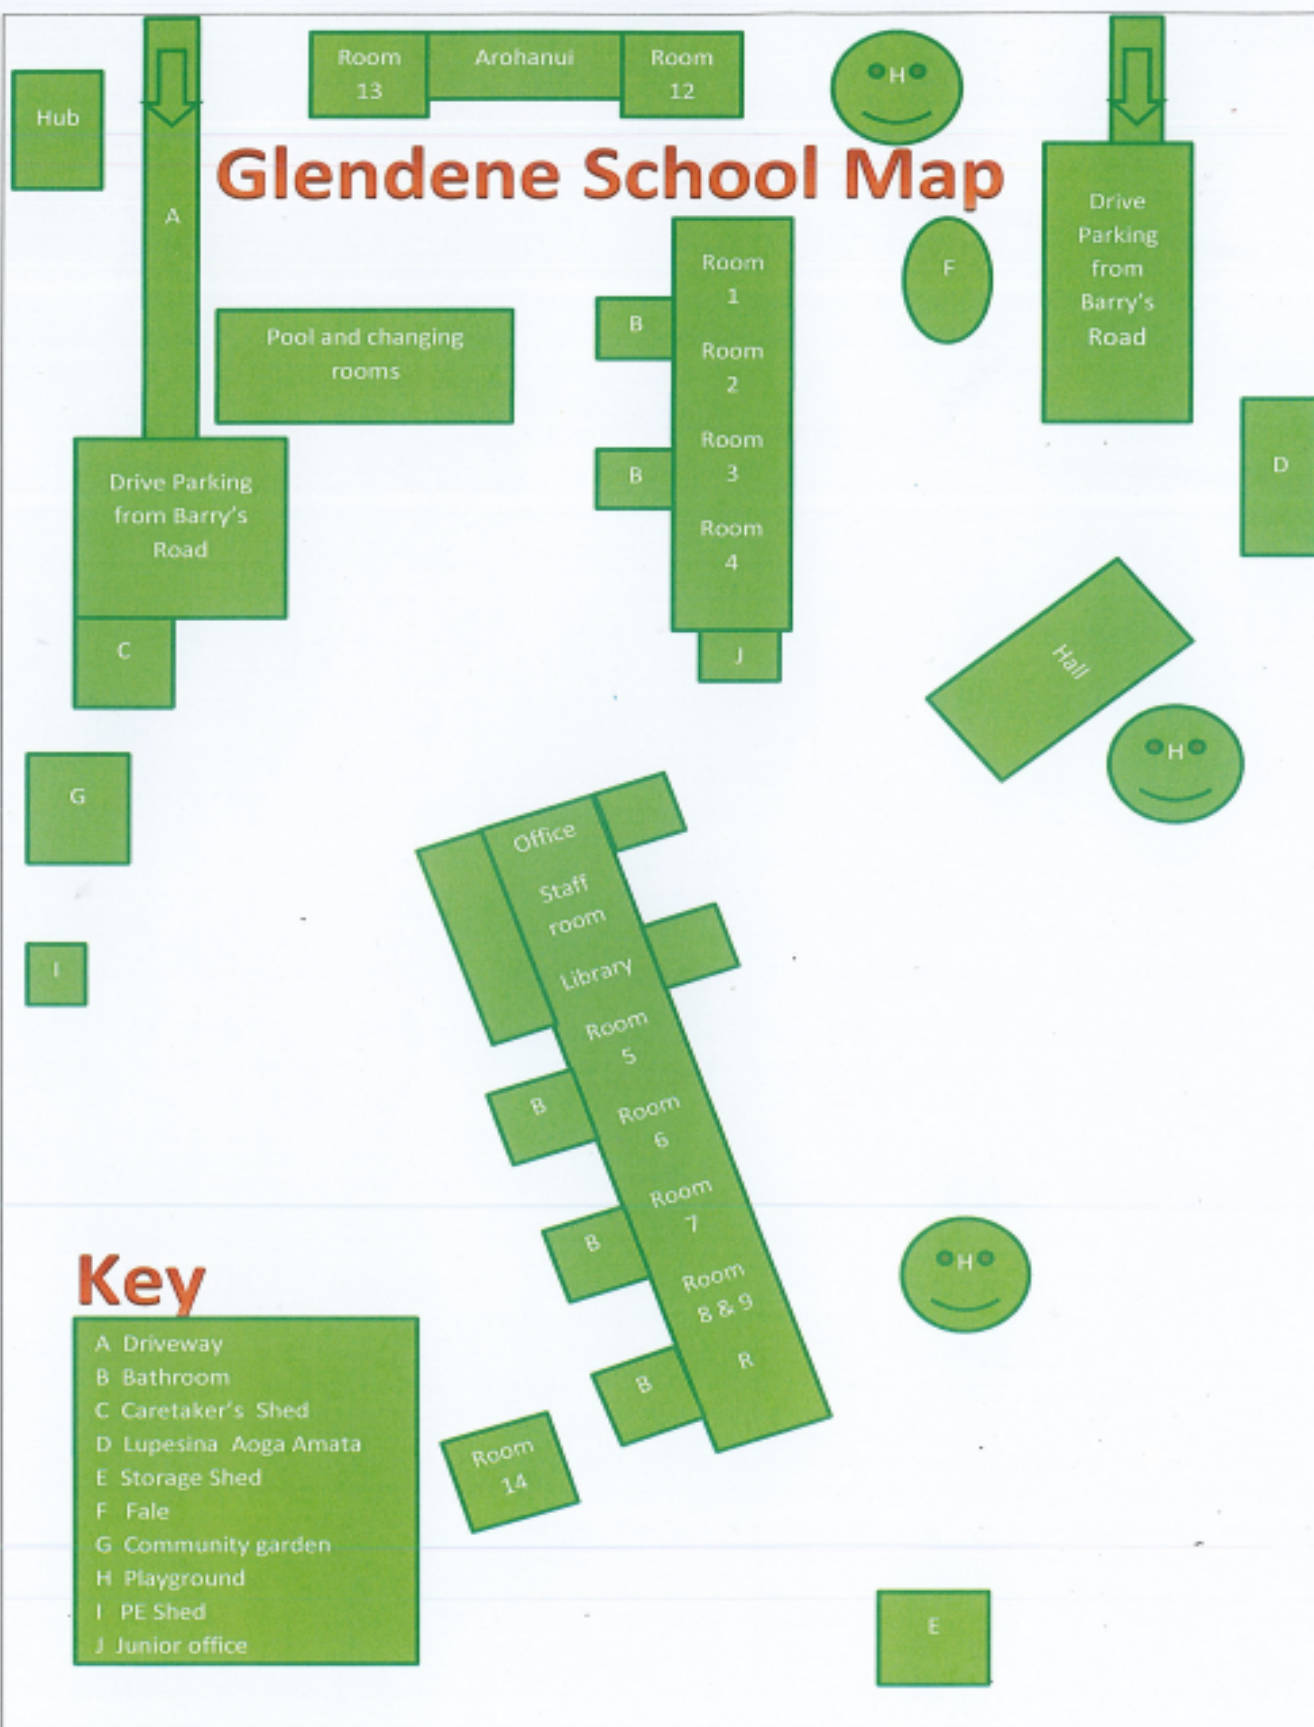 Room
13
Arohanui
Room
12
H
Hub
Glendene School Map
A
Drive
Parking
from
Barry's
Road
Room
1
F
B
Pool and changing
rooms
Room
2
Room
3
B
D
Drive Parking
from Barry's
Road
Room
4
C
J
Hall
H
G
Office
Staff
room
I
Library
Room
5
B
Room
6
Room
7
B
H
Room
8 & 9
R
B
Room
14
Key
A Driveway
B Bathroom
C Caretaker's Shed
D Lupesina Aoga Amata
E Storage Shed
F Fale
G Community garden
H Playground
I PE Shed
J Junior office
E